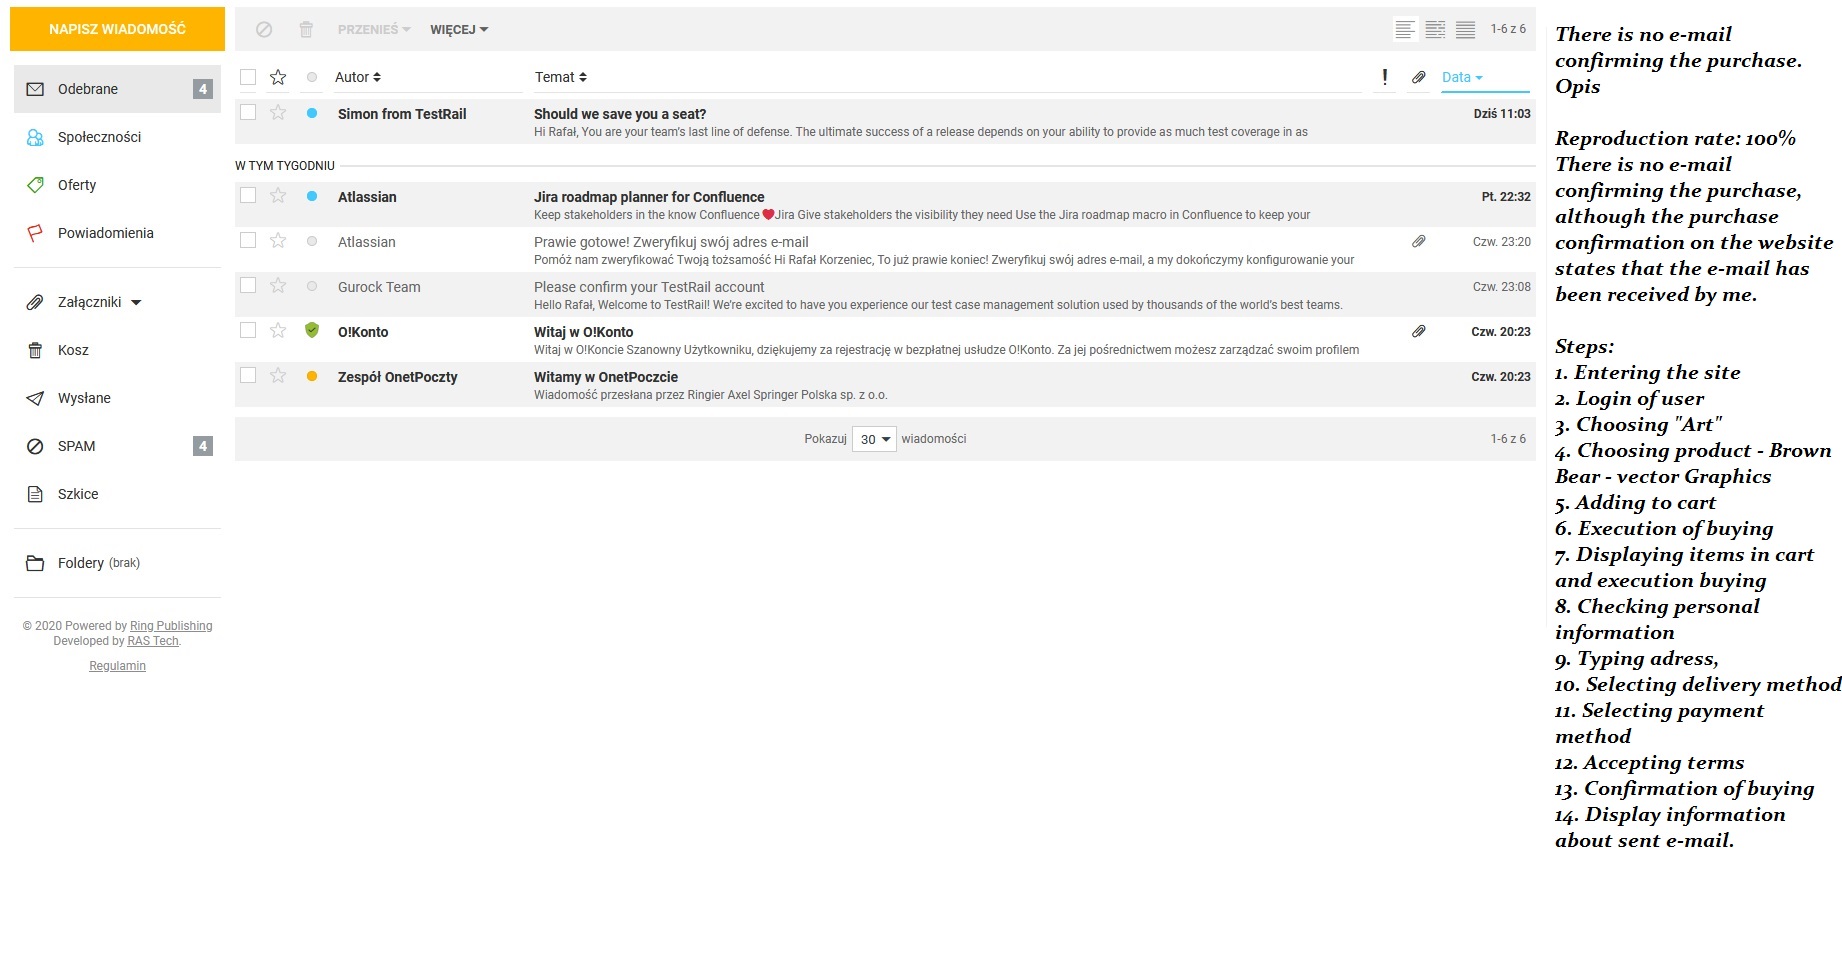 NAPISZ WIADOMOŚĆ
Odebrane 4
Społeczności
Oferty
Powiadomienia
Załączniki
Kosz
Wysłane
SPAM 4
Szkice
Foldery (brak)
© 2020 Powered by Ring Publishing
Developed by RAS Tech.
Regulamin
PRZENIEŚ WIĘCEJ 1-6 z 6
Autor Temat ! Data
Simon from TestRail Should we save you a seat? Dziś 11:03
Hi Rafał, You are your team's last line of defense. The ultimate success of a release depends on your ability to provide as much test coverage in as
W TYM TYGODNIU
Atlassian Jira roadmap planner for Confluence Pt. 22:32
Keep stakeholders in the know Confluence ❤Jira Give stakeholders the visibility they need Use the Jira roadmap macro in Confluence to keep your
Atlassian Prawie gotowe! Zweryfikuj swój adres e-mail Czw. 23:20
Pomóż nam zweryfikować Twoją tożsamość Hi Rafał Korzeniec, To już prawie koniec! Zweryfikuj swój adres e-mail, a my dokończymy konfigurowanie your
Gurock Team Please confirm your TestRail account Czw. 23:08
Hello Rafał, Welcome to TestRail! We're excited to have you experience our test case management solution used by thousands of the world's best teams.
O!Konto Witaj w O!Konto Czw. 20:23
Witaj w O!Koncie Szanowny Użytkowniku, dziękujemy za rejestrację w bezpłatnej usłudze O!Konto. Za jej pośrednictwem możesz zarządzać swoim profilem
Zespół OnetPoczty Witamy w OnetPoczcie Czw. 20:23
Wiadomość przesłana przez Ringier Axel Springer Polska sp. z o.o.
Pokazuj 30 wiadomości 1-6 z 6
There is no e-mail
confirming the purchase.
Opis
Reproduction rate: 100%
There is no e-mail
confirming the purchase,
although the purchase
confirmation on the website
states that the e-mail has
been received by me.
Steps:
1. Entering the site
2. Login of user
3. Choosing "Art"
4. Choosing product - Brown
Bear - vector Graphics
5. Adding to cart
6. Execution of buying
7. Displaying items in cart
and execution buying
8. Checking personal
information
9. Typing adress,
10. Selecting delivery method
11. Selecting payment
method
12. Accepting terms
13. Confirmation of buying
14. Display information
about sent e-mail.